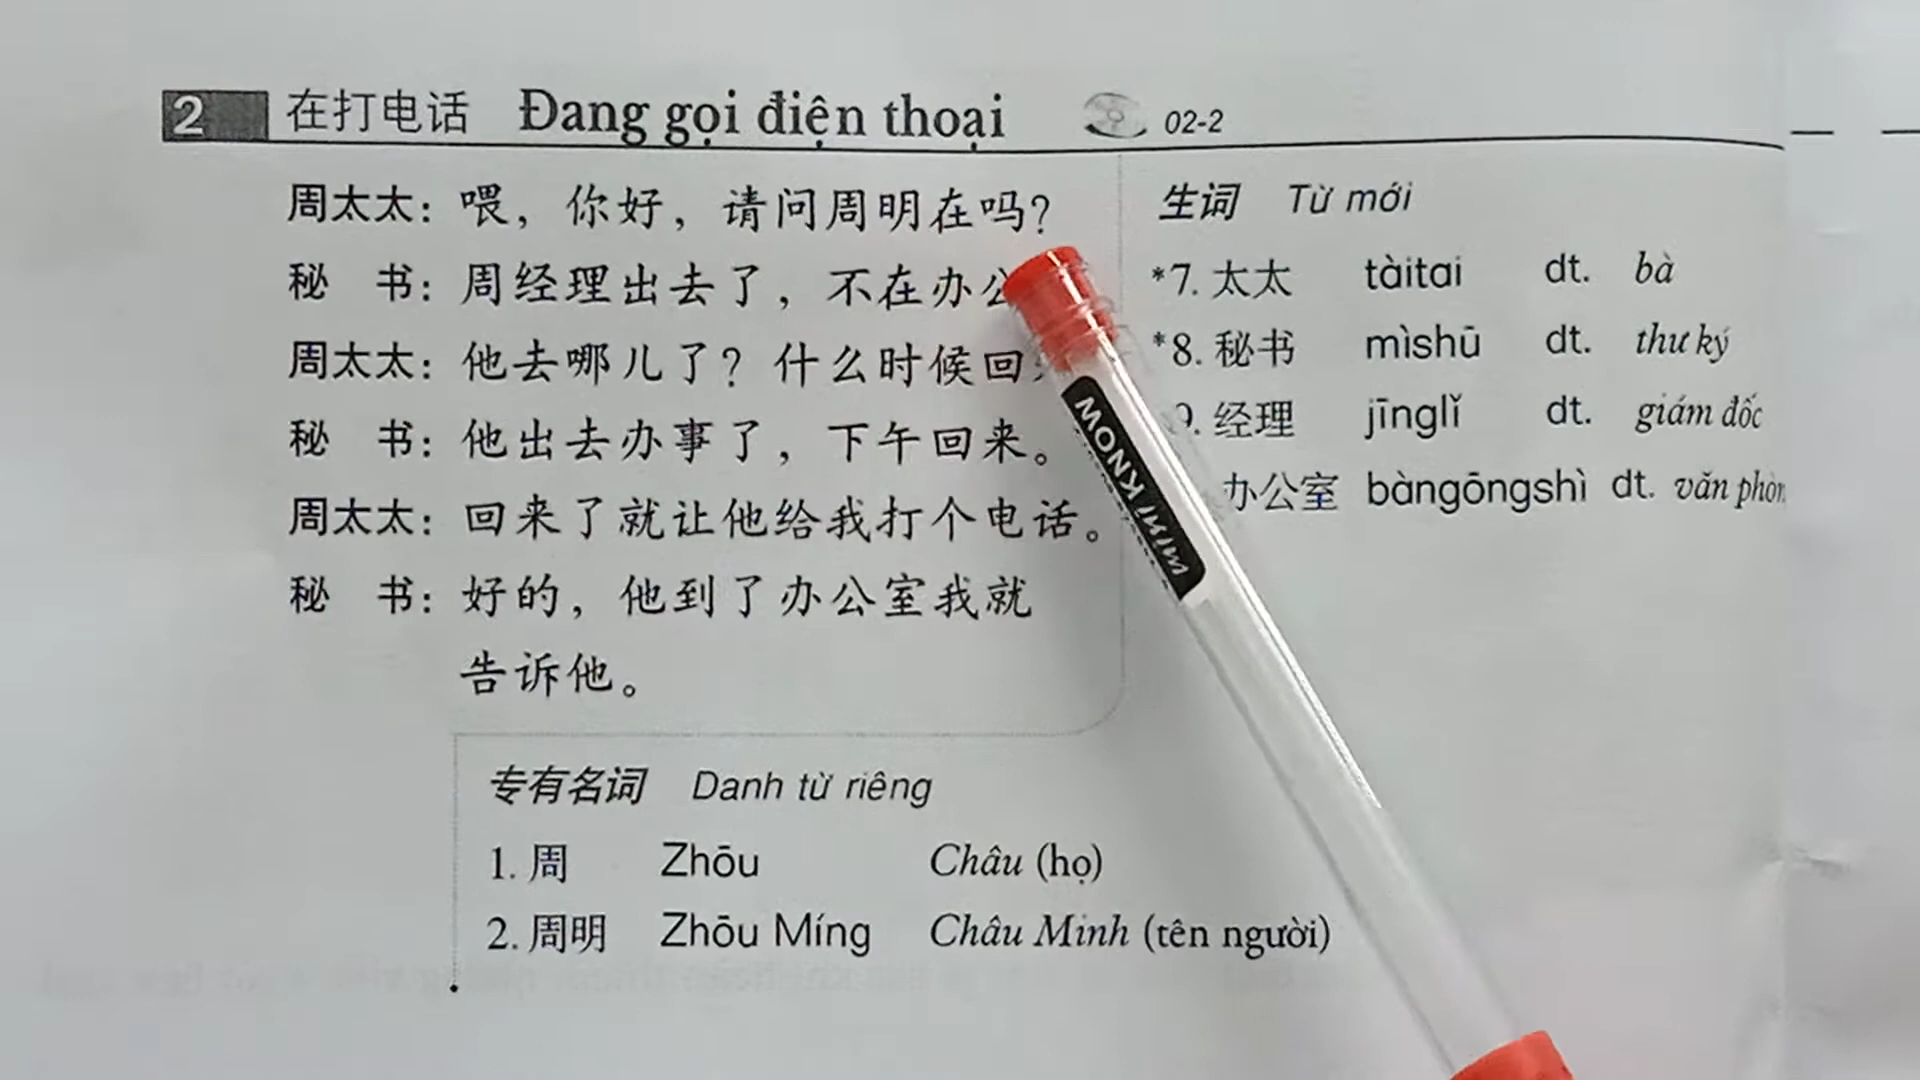 2 在打电话 Đang gọi điện thoại 02-2
周太太：喂，你好，请问周明在吗？
秘 书：周经理出去了，不在办公
周太太：他去哪儿了？什么时候回
秘 书：他出去办事了，下午回来。
周太太：回来了就让他给我打个电话。
秘 书：好的，他到了办公室我就
告诉他。
生词 Từ mới
*7. 太太 tàitai dt. bà
*8. 秘书 mìshū dt. thư ký
9. 经理 jīnglǐ dt. giám đốc
办公室 bàngōngshì dt. văn phòn
专有名词 Danh từ riêng
1. 周 Zhōu Châu (họ)
2. 周明 Zhōu Míng Châu Minh (tên người)
MINI KNOW